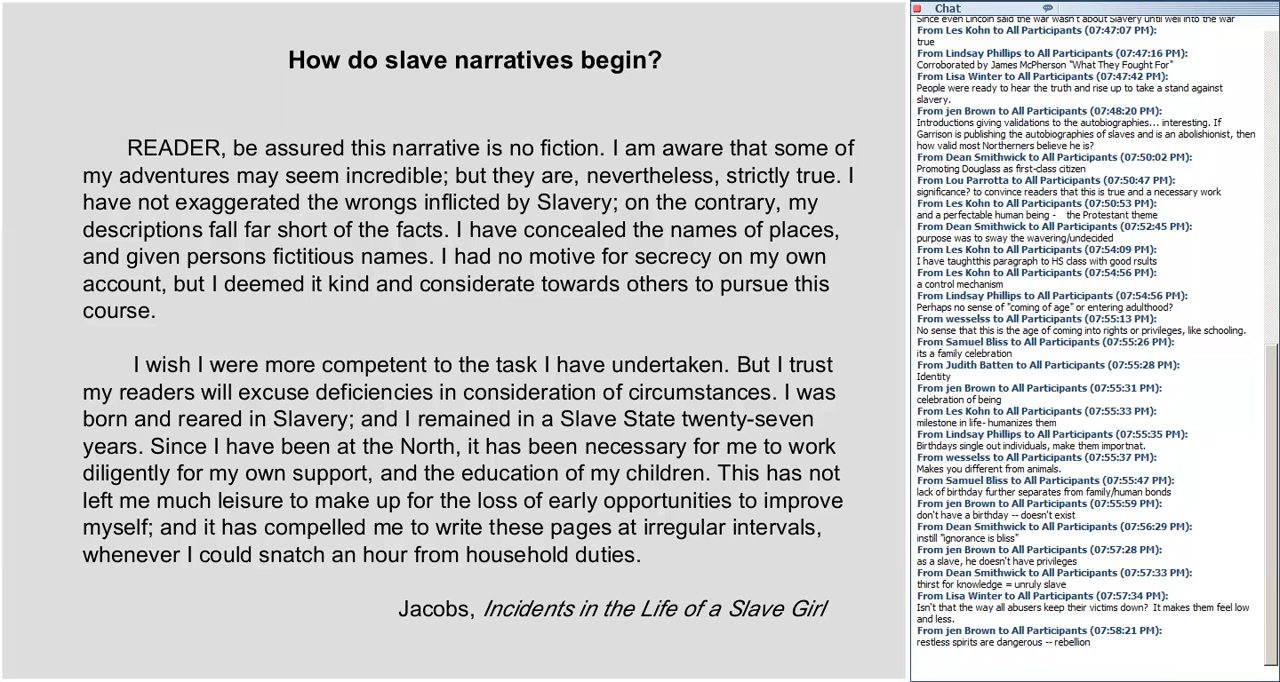 How do slave narratives begin?
READER, be assured this narrative is no fiction. I am aware that some of
my adventures may seem incredible; but they are, nevertheless, strictly true. I
have not exaggerated the wrongs inflicted by Slavery; on the contrary, my
descriptions fall far short of the facts. I have concealed the names of places,
and given persons fictitious names. I had no motive for secrecy on my own
account, but I deemed it kind and considerate towards others to pursue this
course.
I wish I were more competent to the task I have undertaken. But I trust
my readers will excuse deficiencies in consideration of circumstances. I was
born and reared in Slavery; and I remained in a Slave State twenty-seven
years. Since I have been at the North, it has been necessary for me to work
diligently for my own support, and the education of my children. This has not
left me much leisure to make up for the loss of early opportunities to improve
myself; and it has compelled me to write these pages at irregular intervals,
whenever I could snatch an hour from household duties.
Jacobs, Incidents in the Life of a Slave Girl
Chat
Since even Lincoln said the war wasn't about Slavery until well into the war
From Les Kohn to All Participants (07:47:07 PM):
true
From Lindsay Phillips to All Participants (07:47:16 PM):
Corroborated by James McPherson "What They Fought For"
From Lisa Winter to All Participants (07:47:42 PM):
People were ready to hear the truth and rise up to take a stand against
slavery.
From jen Brown to All Participants (07:48:20 PM):
Introductions giving validations to the autobiographies... interesting. If
Garrison is publishing the autobiographies of slaves and is an abolishionist, then
how valid most Northerners believe he is?
From Dean Smithwick to All Participants (07:50:02 PM):
Promoting Douglass as first-class citizen
From Lou Parrotta to All Participants (07:50:47 PM):
significance? to convince readers that this is true and a necessary work
From Les Kohn to All Participants (07:50:53 PM):
and a perfectable human being - the Protestant theme
From Dean Smithwick to All Participants (07:52:45 PM):
purpose was to sway the wavering/undecided
From Les Kohn to All Participants (07:54:09 PM):
I have taughtthis paragraph to HS class with good rsults
From Les Kohn to All Participants (07:54:56 PM):
a control mechanism
From Lindsay Phillips to All Participants (07:54:56 PM):
Perhaps no sense of "coming of age" or entering adulthood?
From wesselss to All Participants (07:55:13 PM):
No sense that this is the age of coming into rights or privileges, like schooling.
From Samuel Bliss to All Participants (07:55:26 PM):
its a family celebration
From Judith Batten to All Participants (07:55:28 PM):
Identity
From jen Brown to All Participants (07:55:31 PM):
celebration of being
From Les Kohn to All Participants (07:55:33 PM):
milestone in life- humanizes them
From Lindsay Phillips to All Participants (07:55:35 PM):
Birthdays single out individuals, make them importnat.
From wesselss to All Participants (07:55:37 PM):
Makes you different from animals.
From Samuel Bliss to All Participants (07:55:47 PM):
lack of birthday further separates from family/human bonds
From jen Brown to All Participants (07:55:59 PM):
don't have a birthday -- doesn't exist
From Dean Smithwick to All Participants (07:56:29 PM):
instill "ignorance is bliss"
From jen Brown to All Participants (07:57:28 PM):
as a slave, he doesn't have privileges
From Dean Smithwick to All Participants (07:57:33 PM):
thirst for knowledge = unruly slave
From Lisa Winter to All Participants (07:57:34 PM):
Isn't that the way all abusers keep their victims down? It makes them feel low
and less.
From jen Brown to All Participants (07:58:21 PM):
restless spirits are dangerous -- rebellion